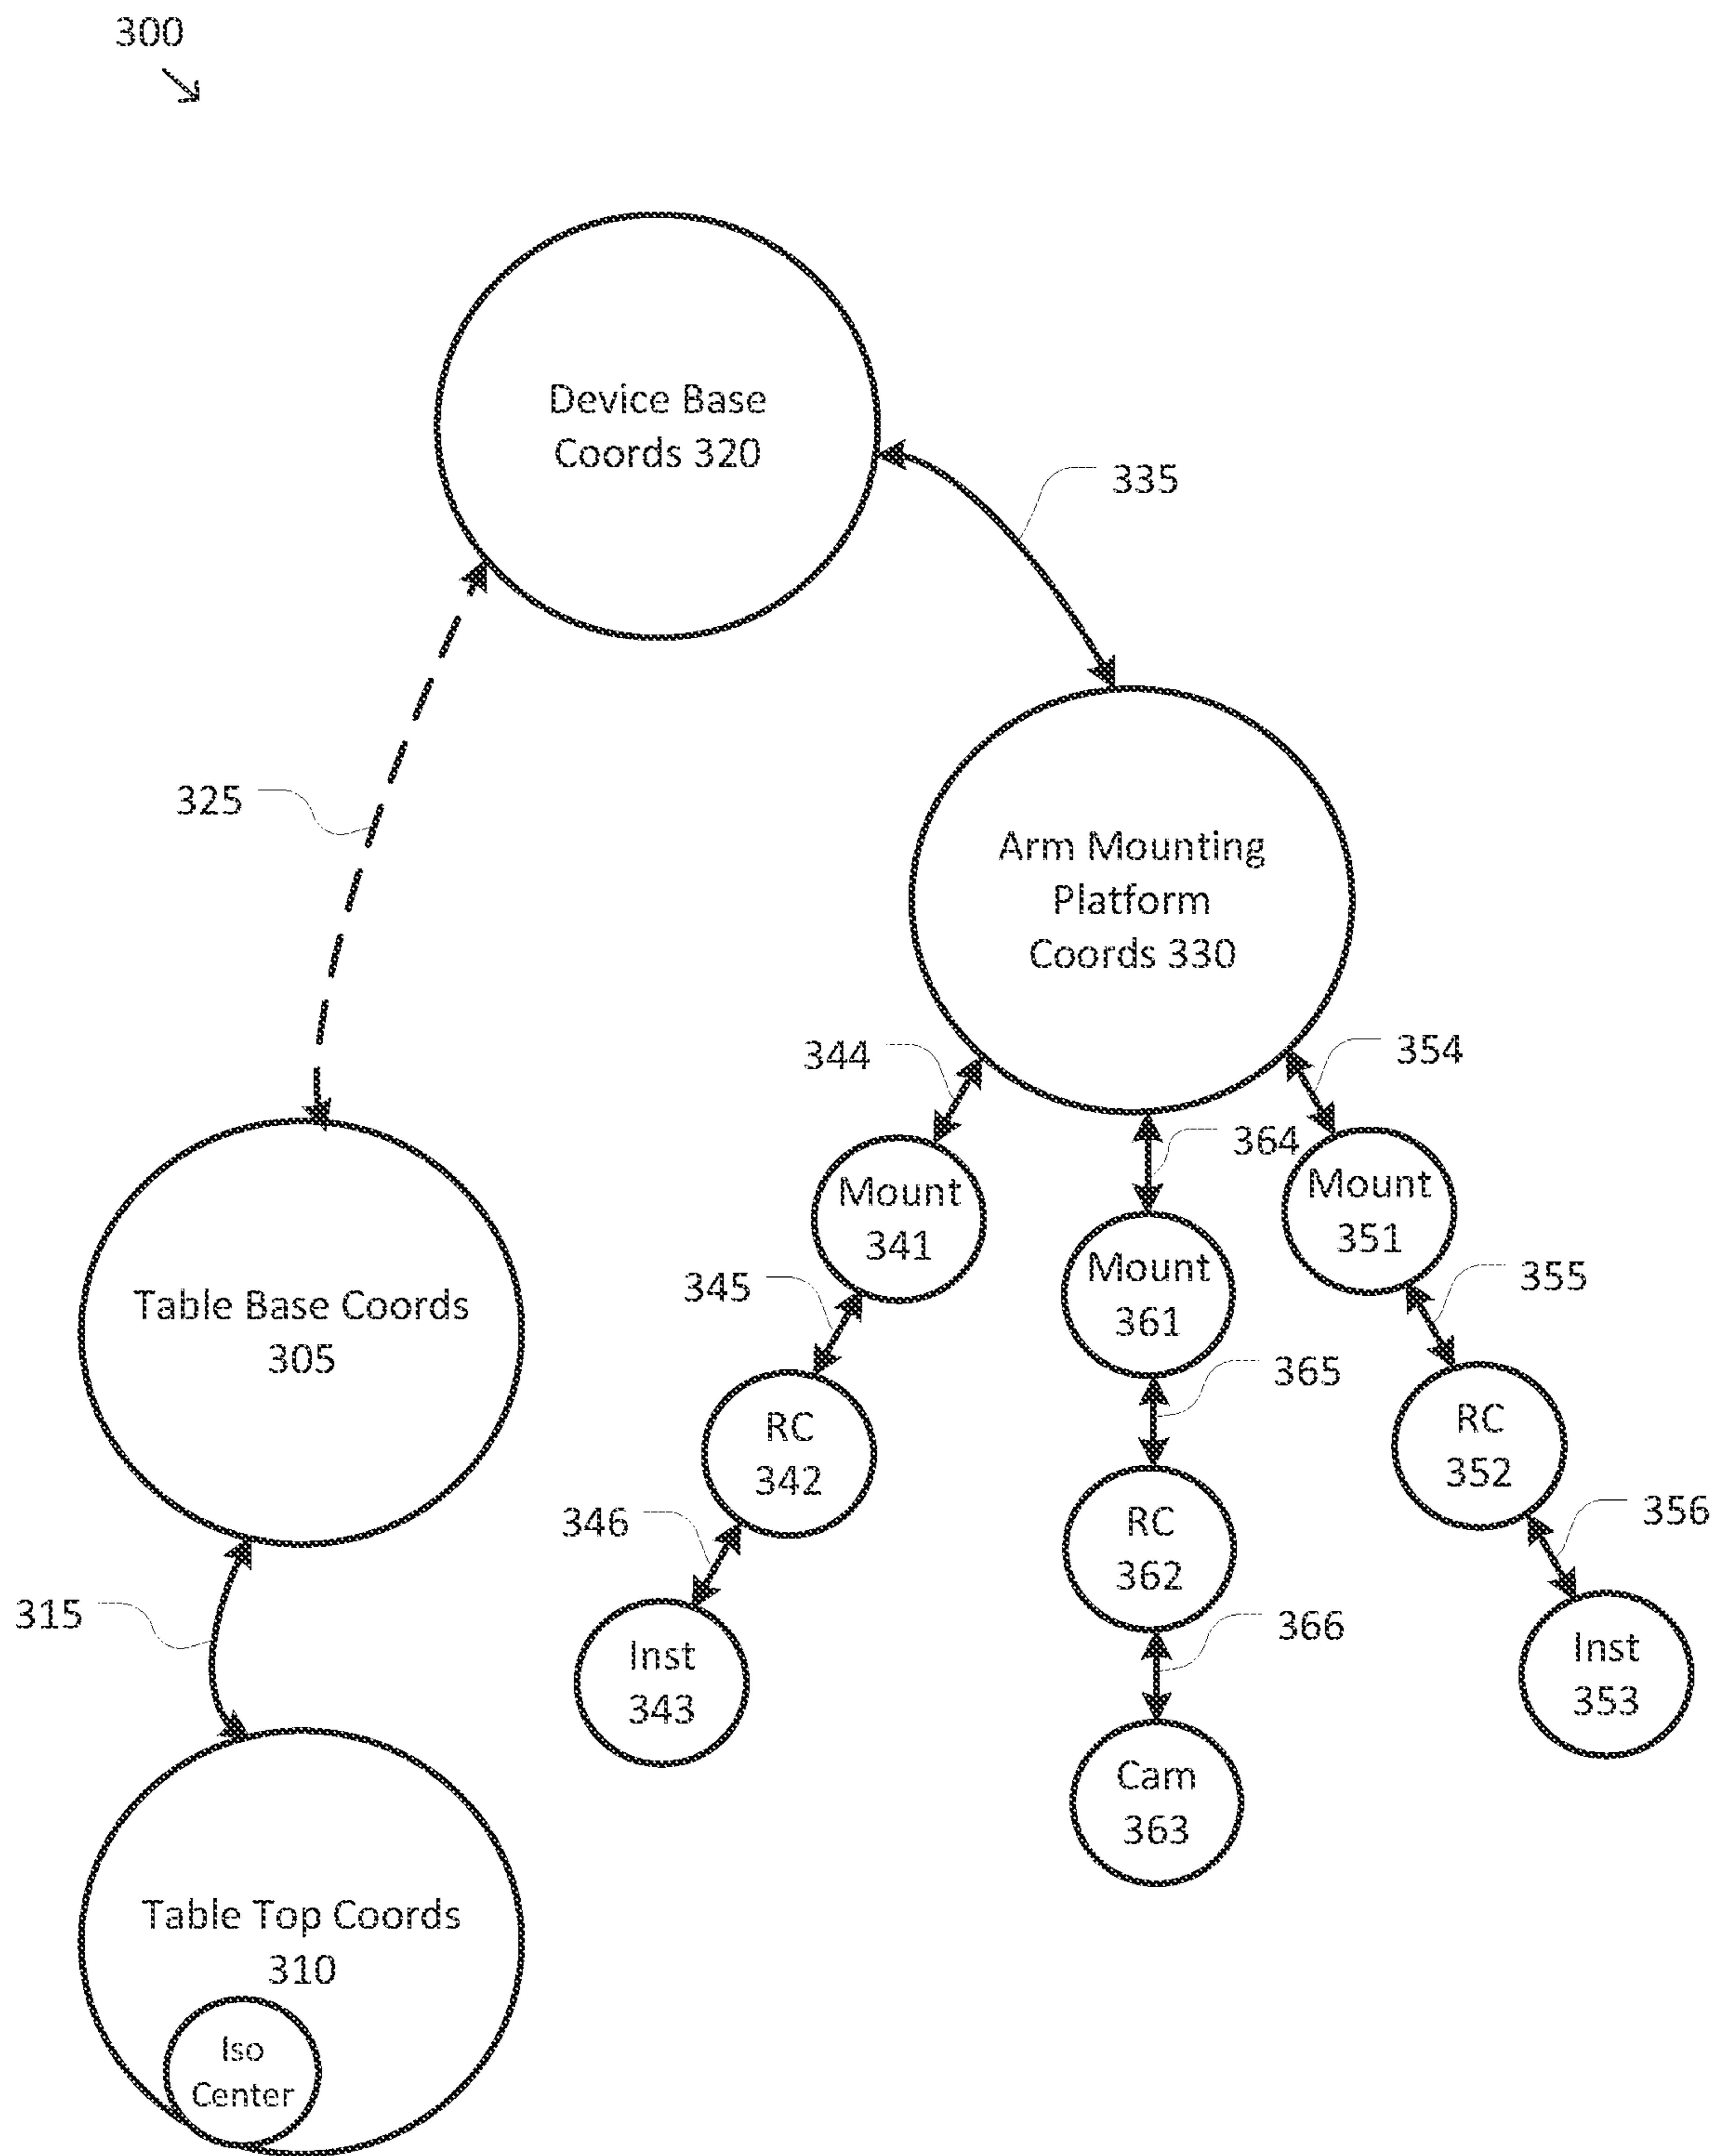 300
Device Base
Coords 320
335
325
Arm Mounting
Platform
Coords 330
344
354
364
Mount
341
Mount
351
Mount
361
345
355
Table Base Coords
305
365
RC
342
RC
352
346
RC
362
356
315
366
Inst
343
Inst
353
Cam
363
Table Top Coords
310
Iso
Center